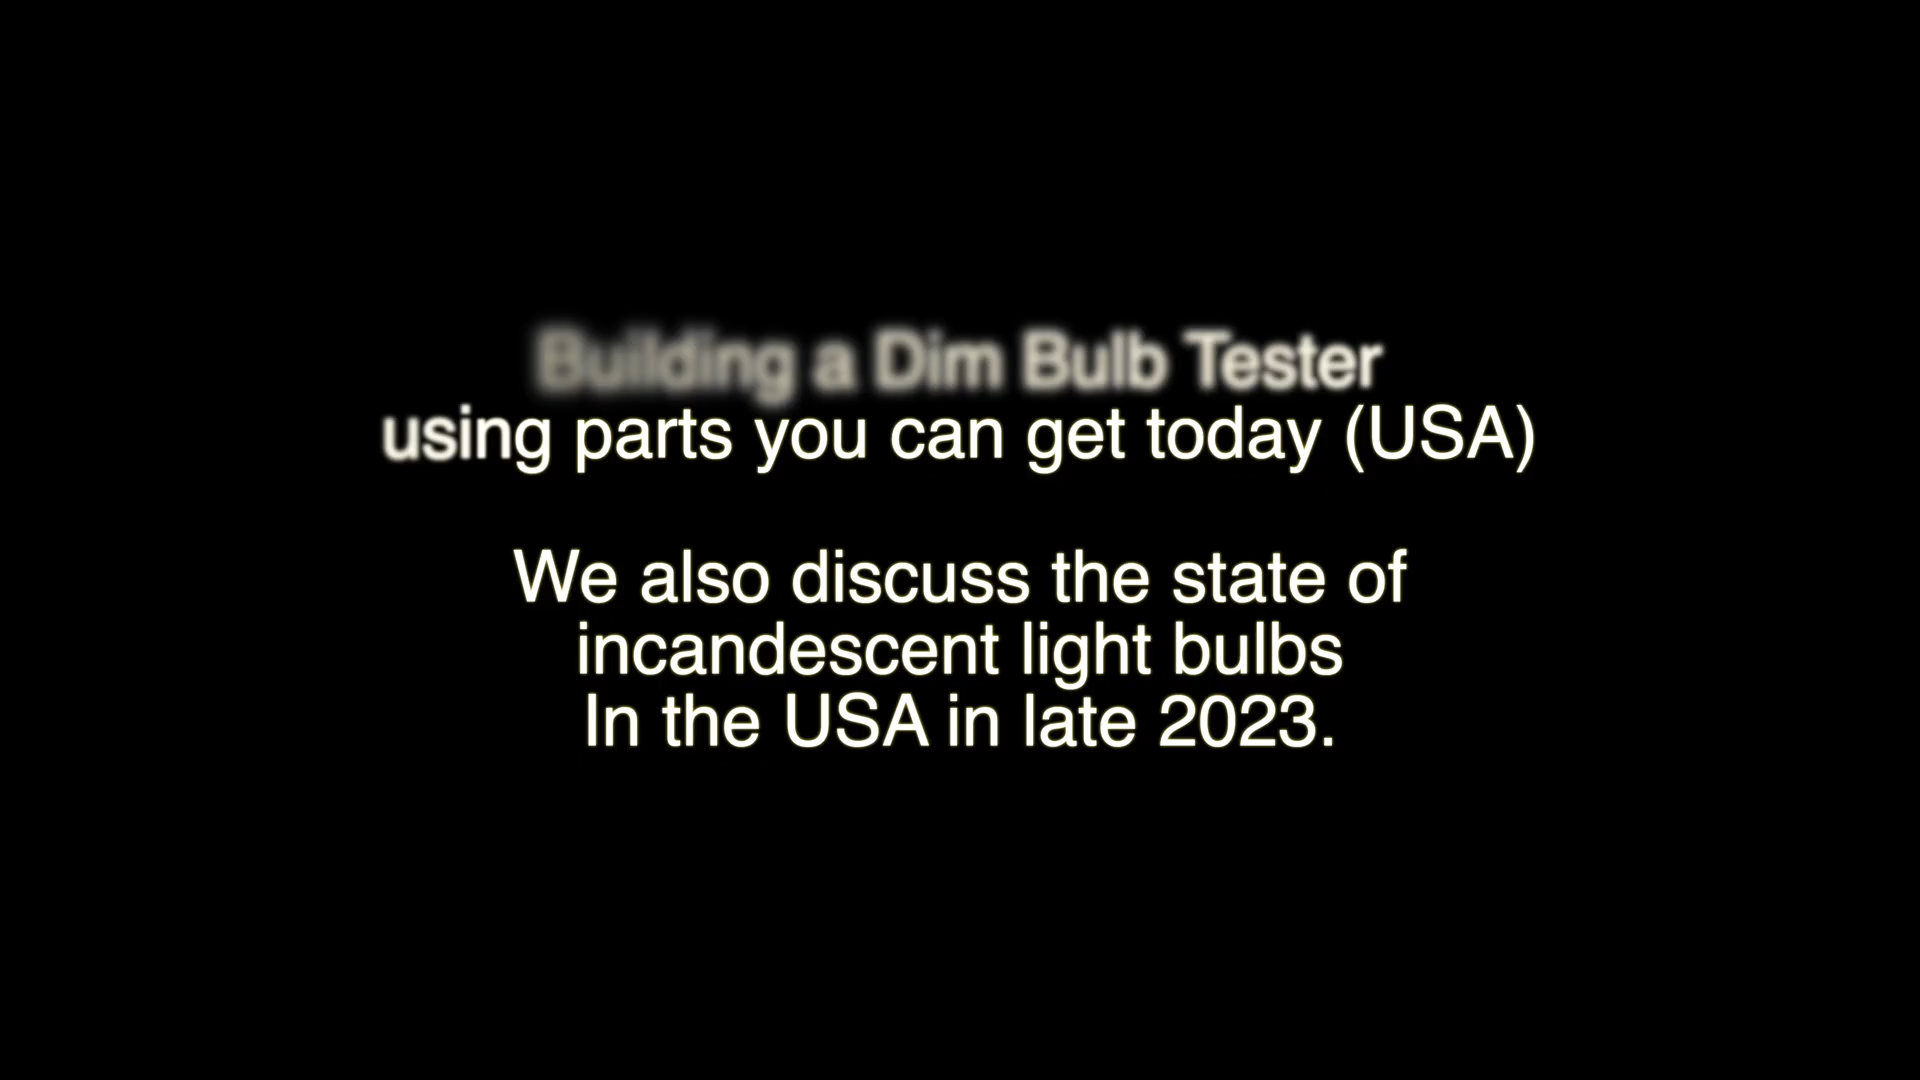 Building a Dim Bulb Tester
using parts you can get today (USA)
We also discuss the state of
incandescent light bulbs
In the USA in late 2023.